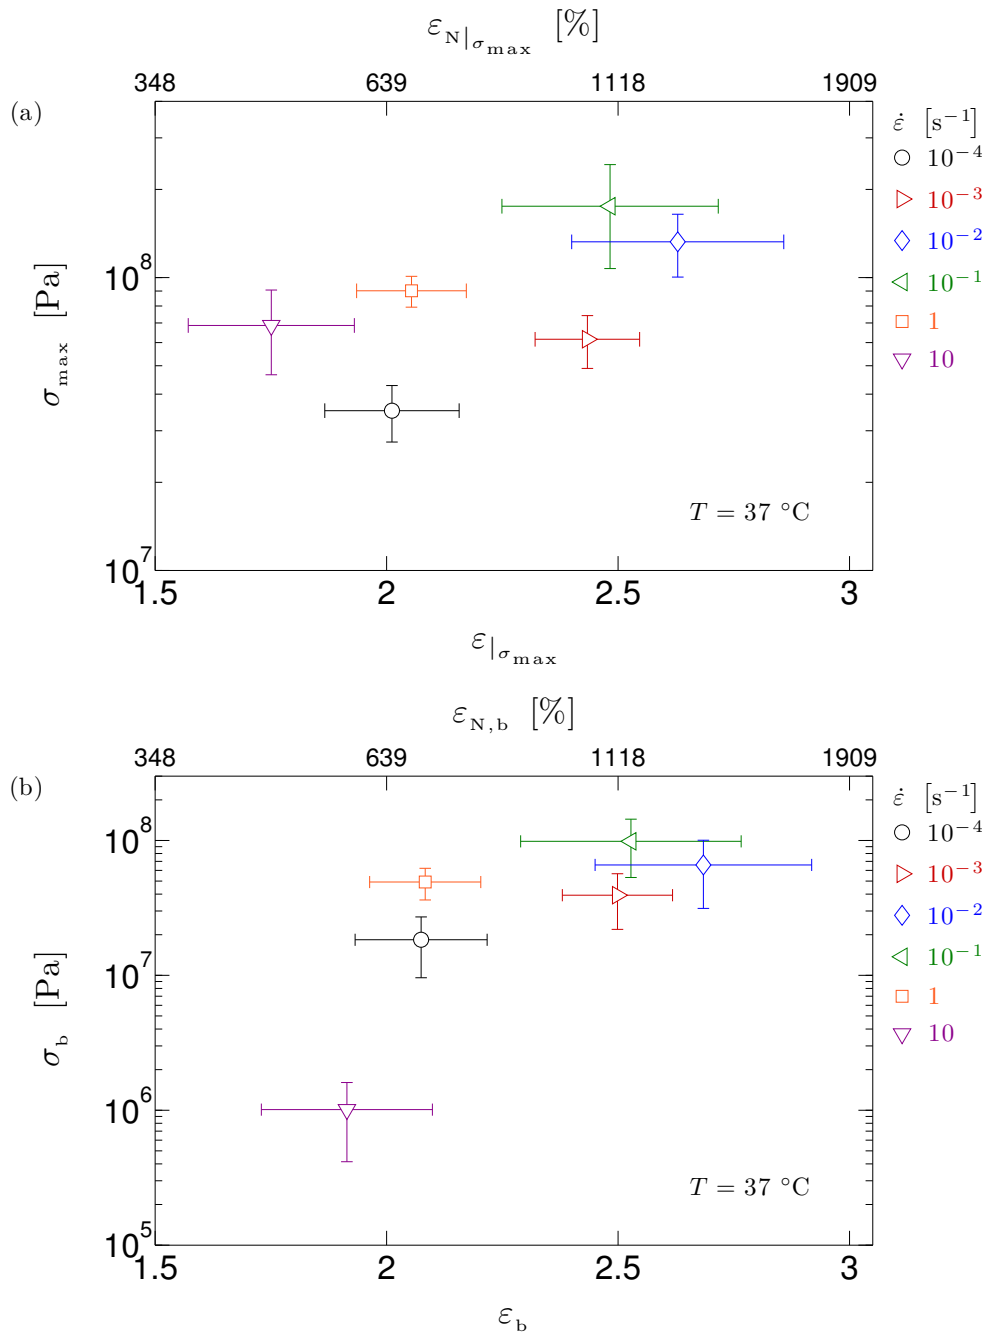 ε_N|σ_max [%]
348 639 1118 1909
(a)
ε̇ [s⁻¹]
10⁻⁴
10⁻³
10⁻²
10⁻¹
1
10
σ_max [Pa]
10⁸
10⁷
T = 37 °C
1.5 2 2.5 3
ε|σ_max
ε_N,b [%]
348 639 1118 1909
(b)
ε̇ [s⁻¹]
10⁻⁴
10⁻³
10⁻²
10⁻¹
1
10
σ_b [Pa]
10⁸
10⁷
10⁶
10⁵
T = 37 °C
1.5 2 2.5 3
ε_b